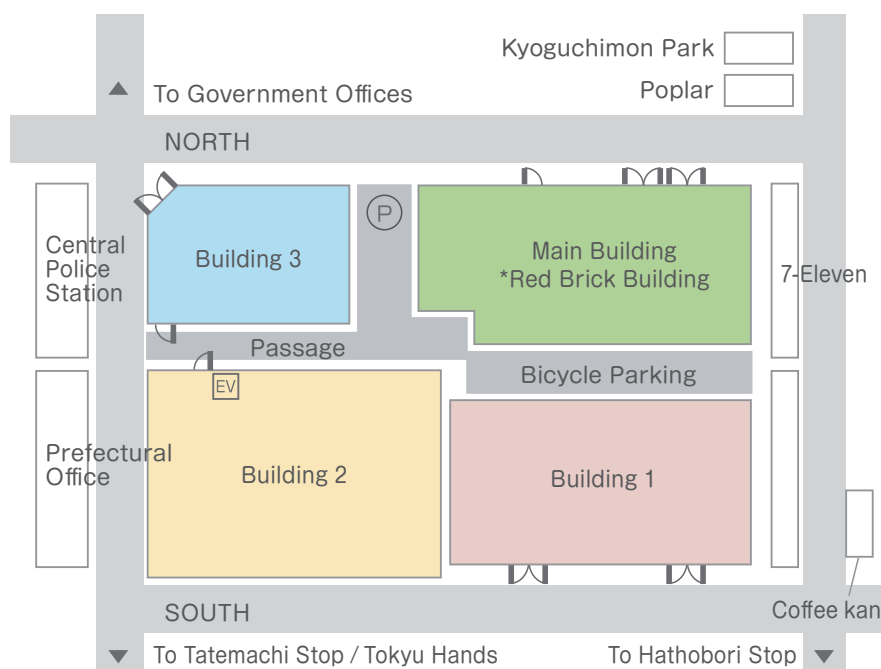 Kyoguchimon Park
Poplar
To Government Offices
NORTH
P
Central
Police
Station
Building 3
Main Building
*Red Brick Building
7-Eleven
Passage
Bicycle Parking
EV
Prefectural
Office
Building 2
Building 1
Coffee kan
SOUTH
To Tatemachi Stop / Tokyu Hands
To Hathobori Stop